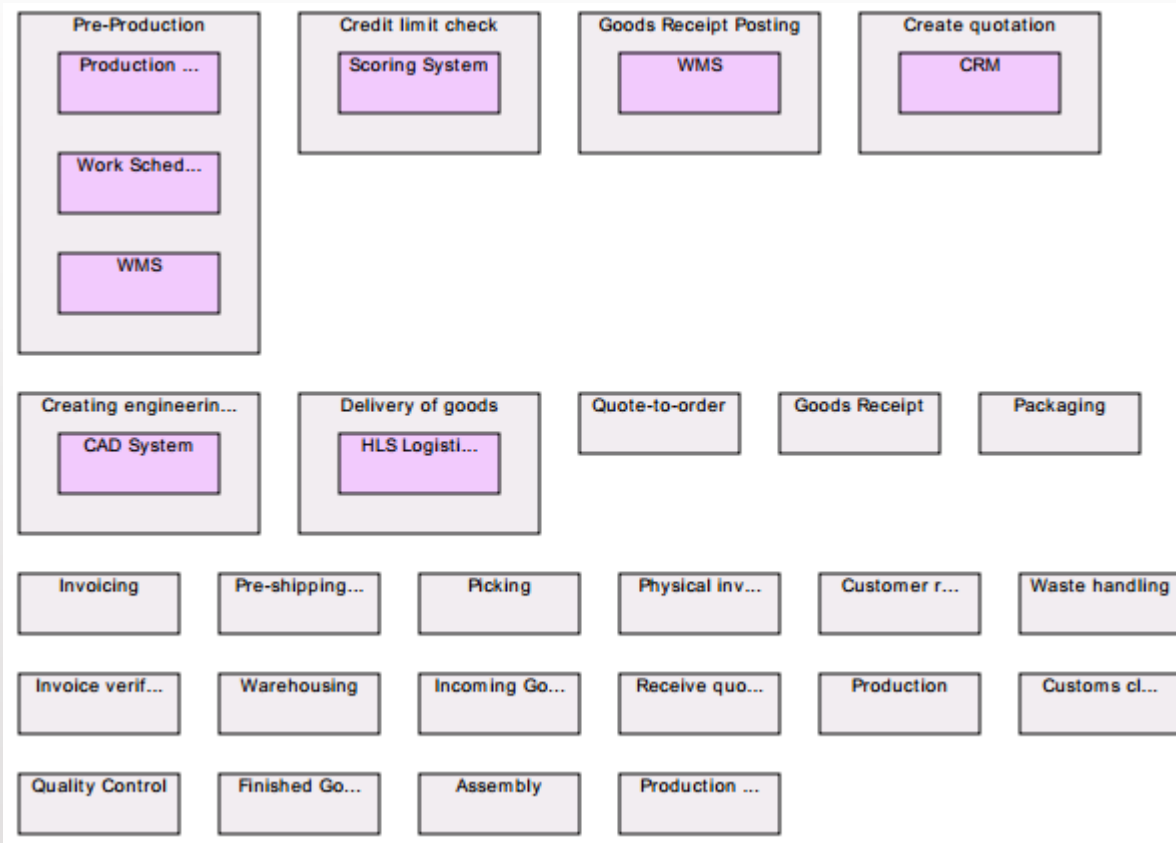 Pre-Production
Production ...
Work Sched...
WMS
Credit limit check
Scoring System
Goods Receipt Posting
WMS
Create quotation
CRM
Creating engineerin...
CAD System
Delivery of goods
HLS Logisti...
Quote-to-order
Goods Receipt
Packaging
Invoicing
Pre-shipping...
Picking
Physical inv...
Customer r...
Waste handling
Invoice verif...
Warehousing
Incoming Go...
Receive quo...
Production
Customs cl...
Quality Control
Finished Go...
Assembly
Production ...